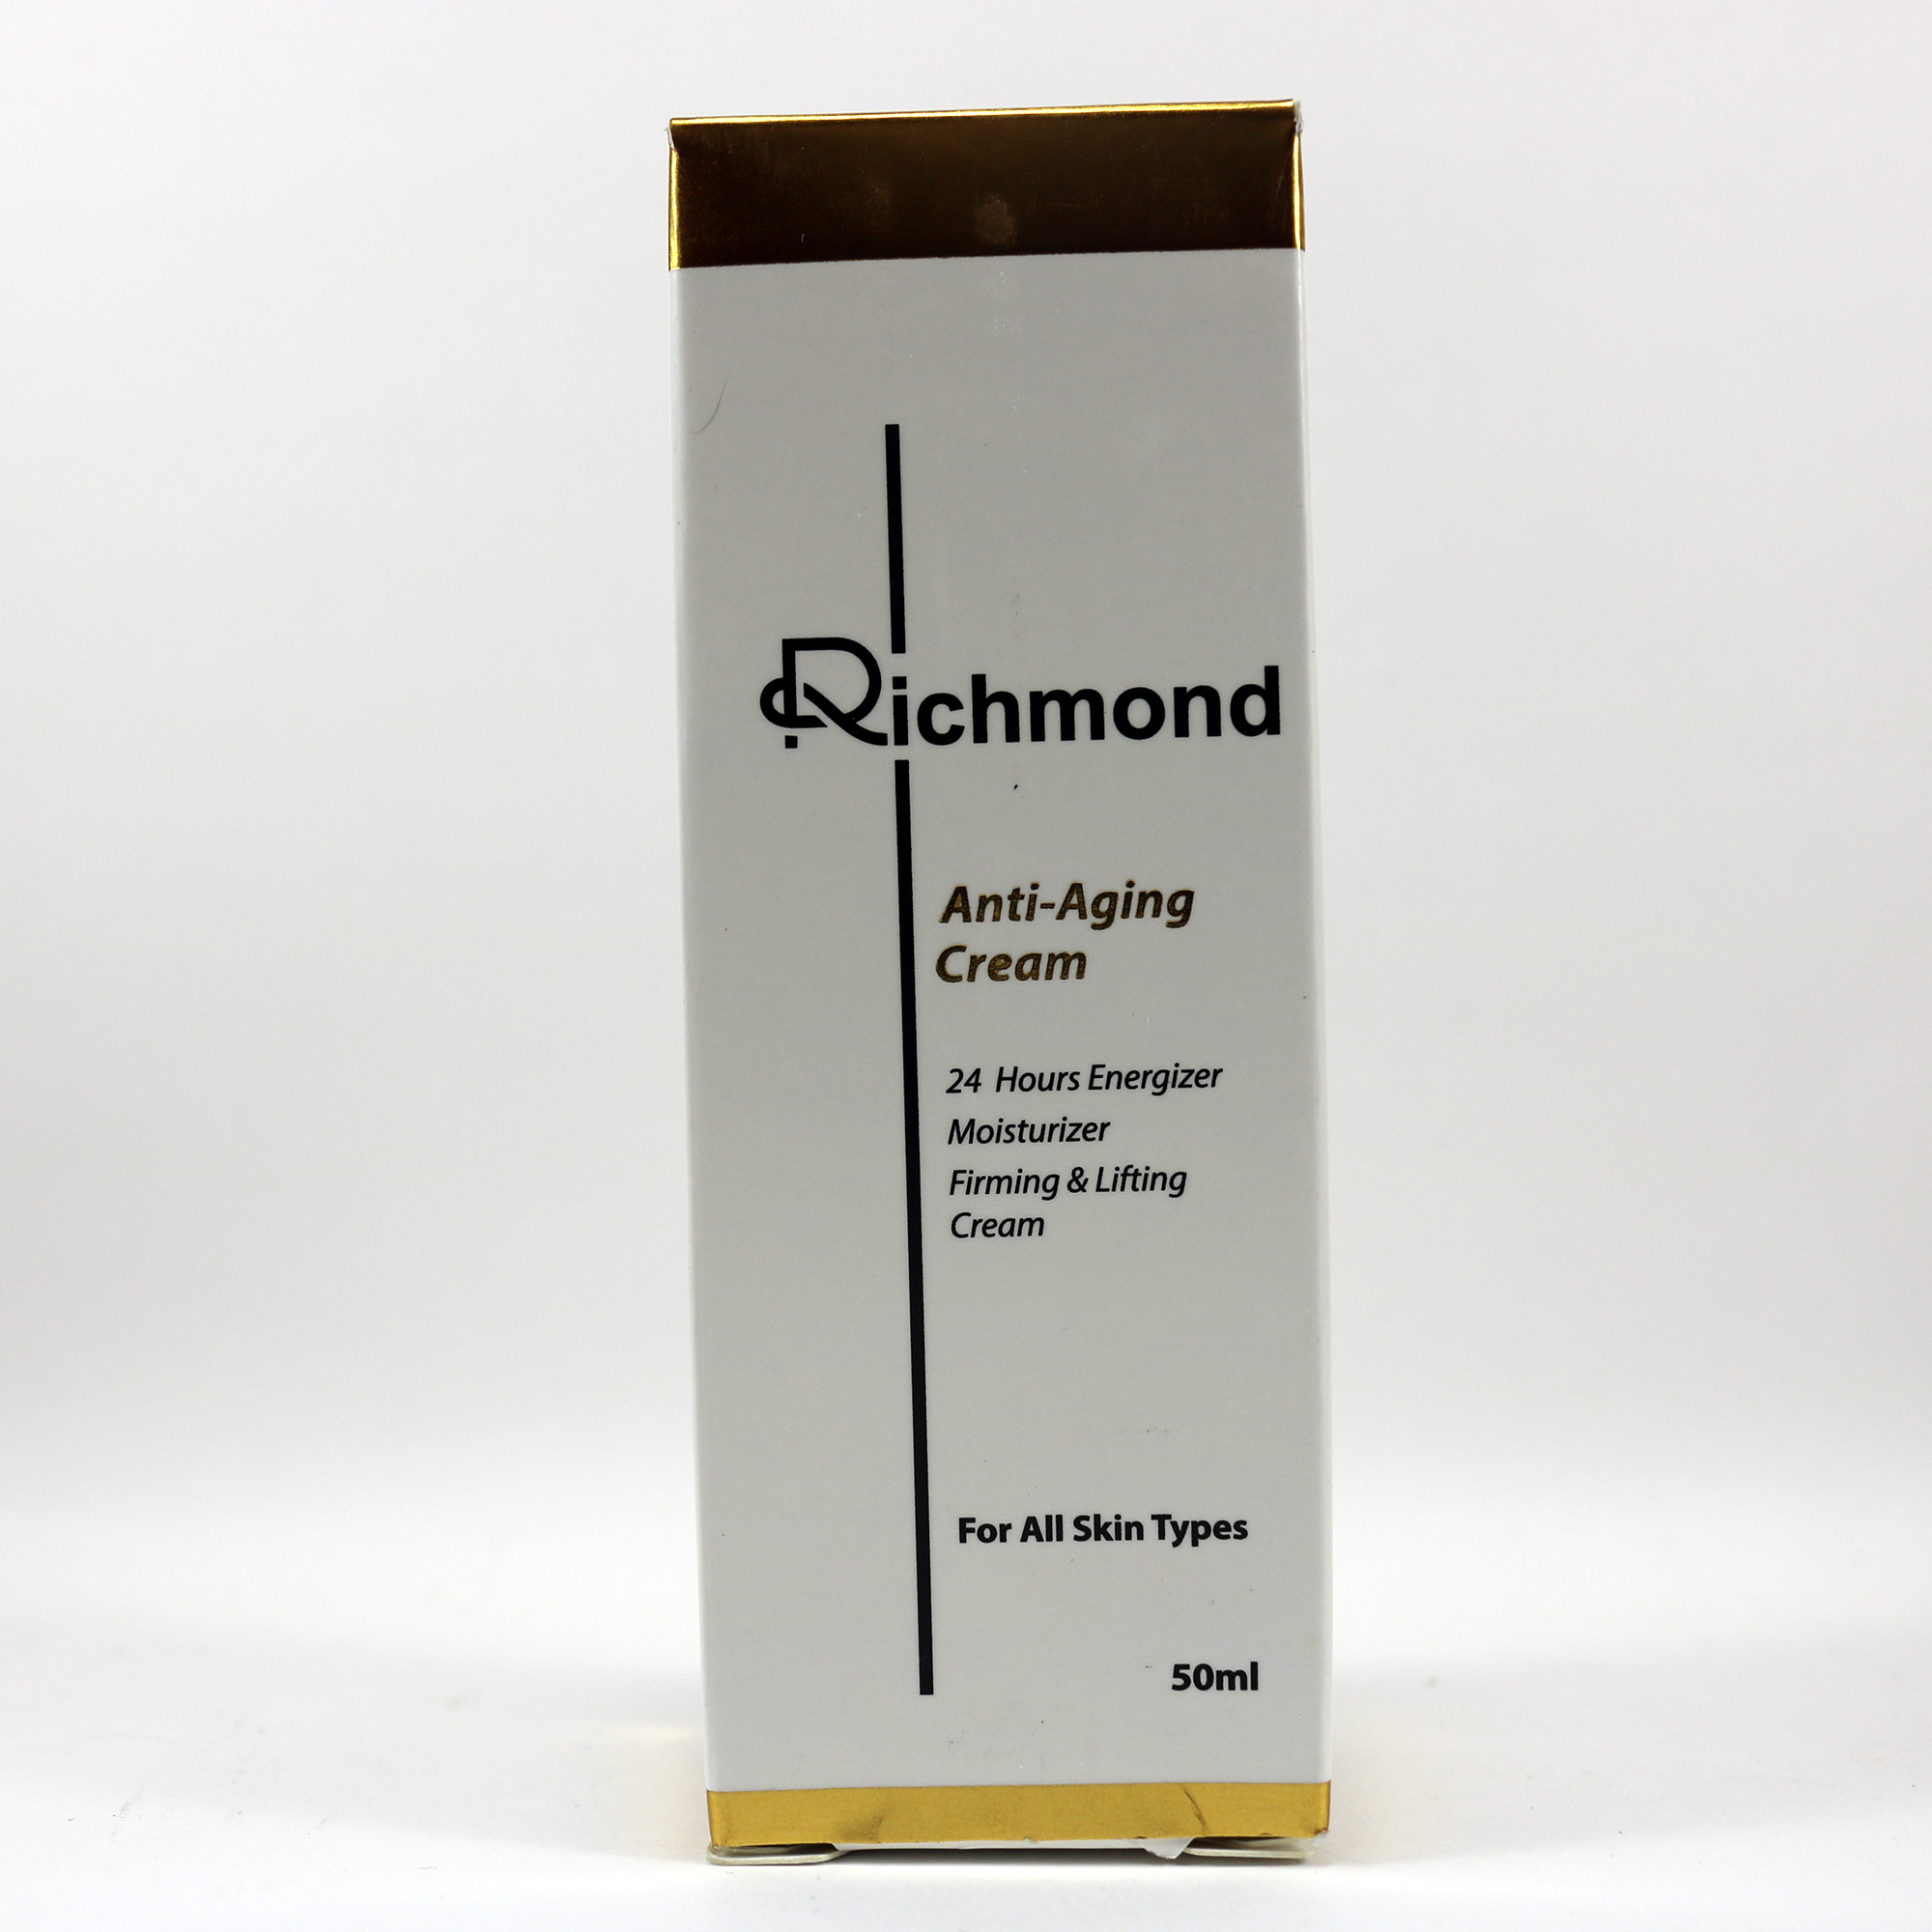 Richmond
Anti-Aging
Cream
24 Hours Energizer
Moisturizer
Firming & Lifting
Cream
For All Skin Types
50ml